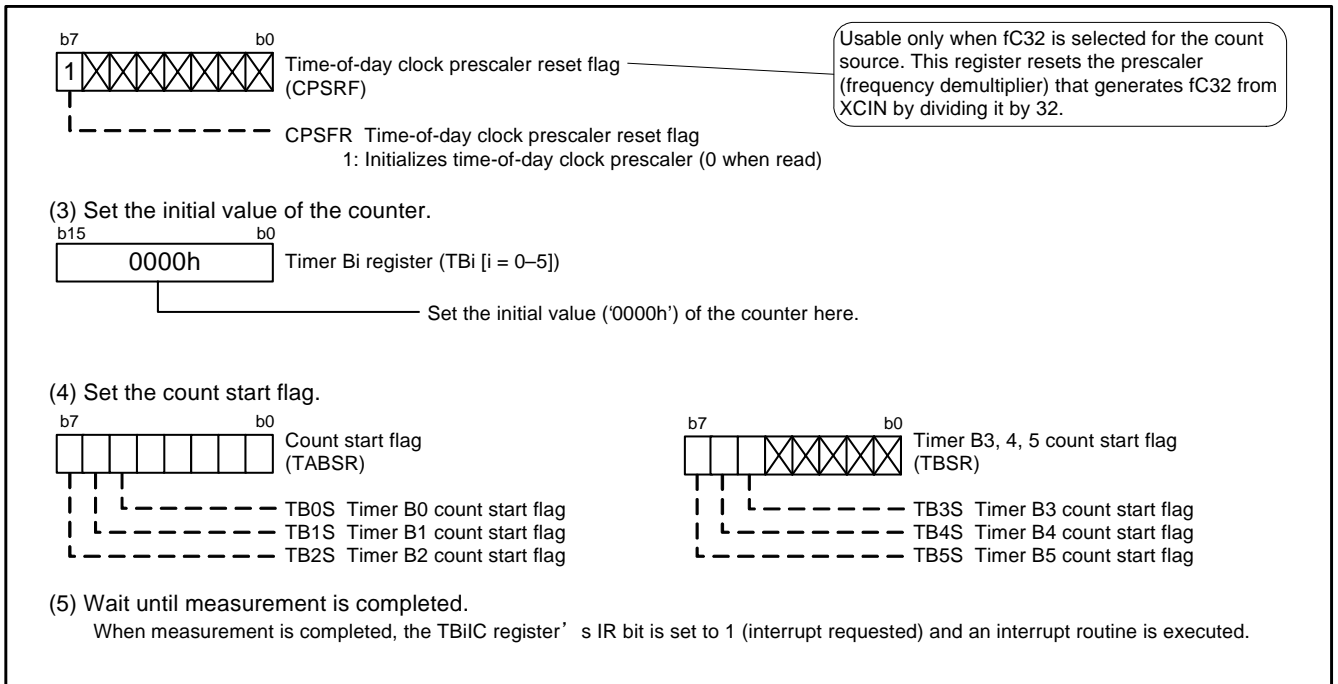 b7 b0
1
Time-of-day clock prescaler reset flag
(CPSRF)
Usable only when fC32 is selected for the count
source. This register resets the prescaler
(frequency demultiplier) that generates fC32 from
XCIN by dividing it by 32.
CPSFR Time-of-day clock prescaler reset flag
1: Initializes time-of-day clock prescaler (0 when read)
(3) Set the initial value of the counter.
b15 b0
0000h Timer Bi register (TBi [i = 0–5])
Set the initial value (‘0000h’) of the counter here.
(4) Set the count start flag.
b7 b0
Count start flag
(TABSR)
TB0S Timer B0 count start flag
TB1S Timer B1 count start flag
TB2S Timer B2 count start flag
b7 b0
Timer B3, 4, 5 count start flag
(TBSR)
TB3S Timer B3 count start flag
TB4S Timer B4 count start flag
TB5S Timer B5 count start flag
(5) Wait until measurement is completed.
When measurement is completed, the TBiIC register’ s IR bit is set to 1 (interrupt requested) and an interrupt routine is executed.